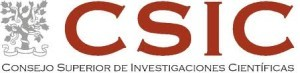 CSIC
CONSEJO SUPERIOR DE INVESTIGACIONES CIENTÍFICAS